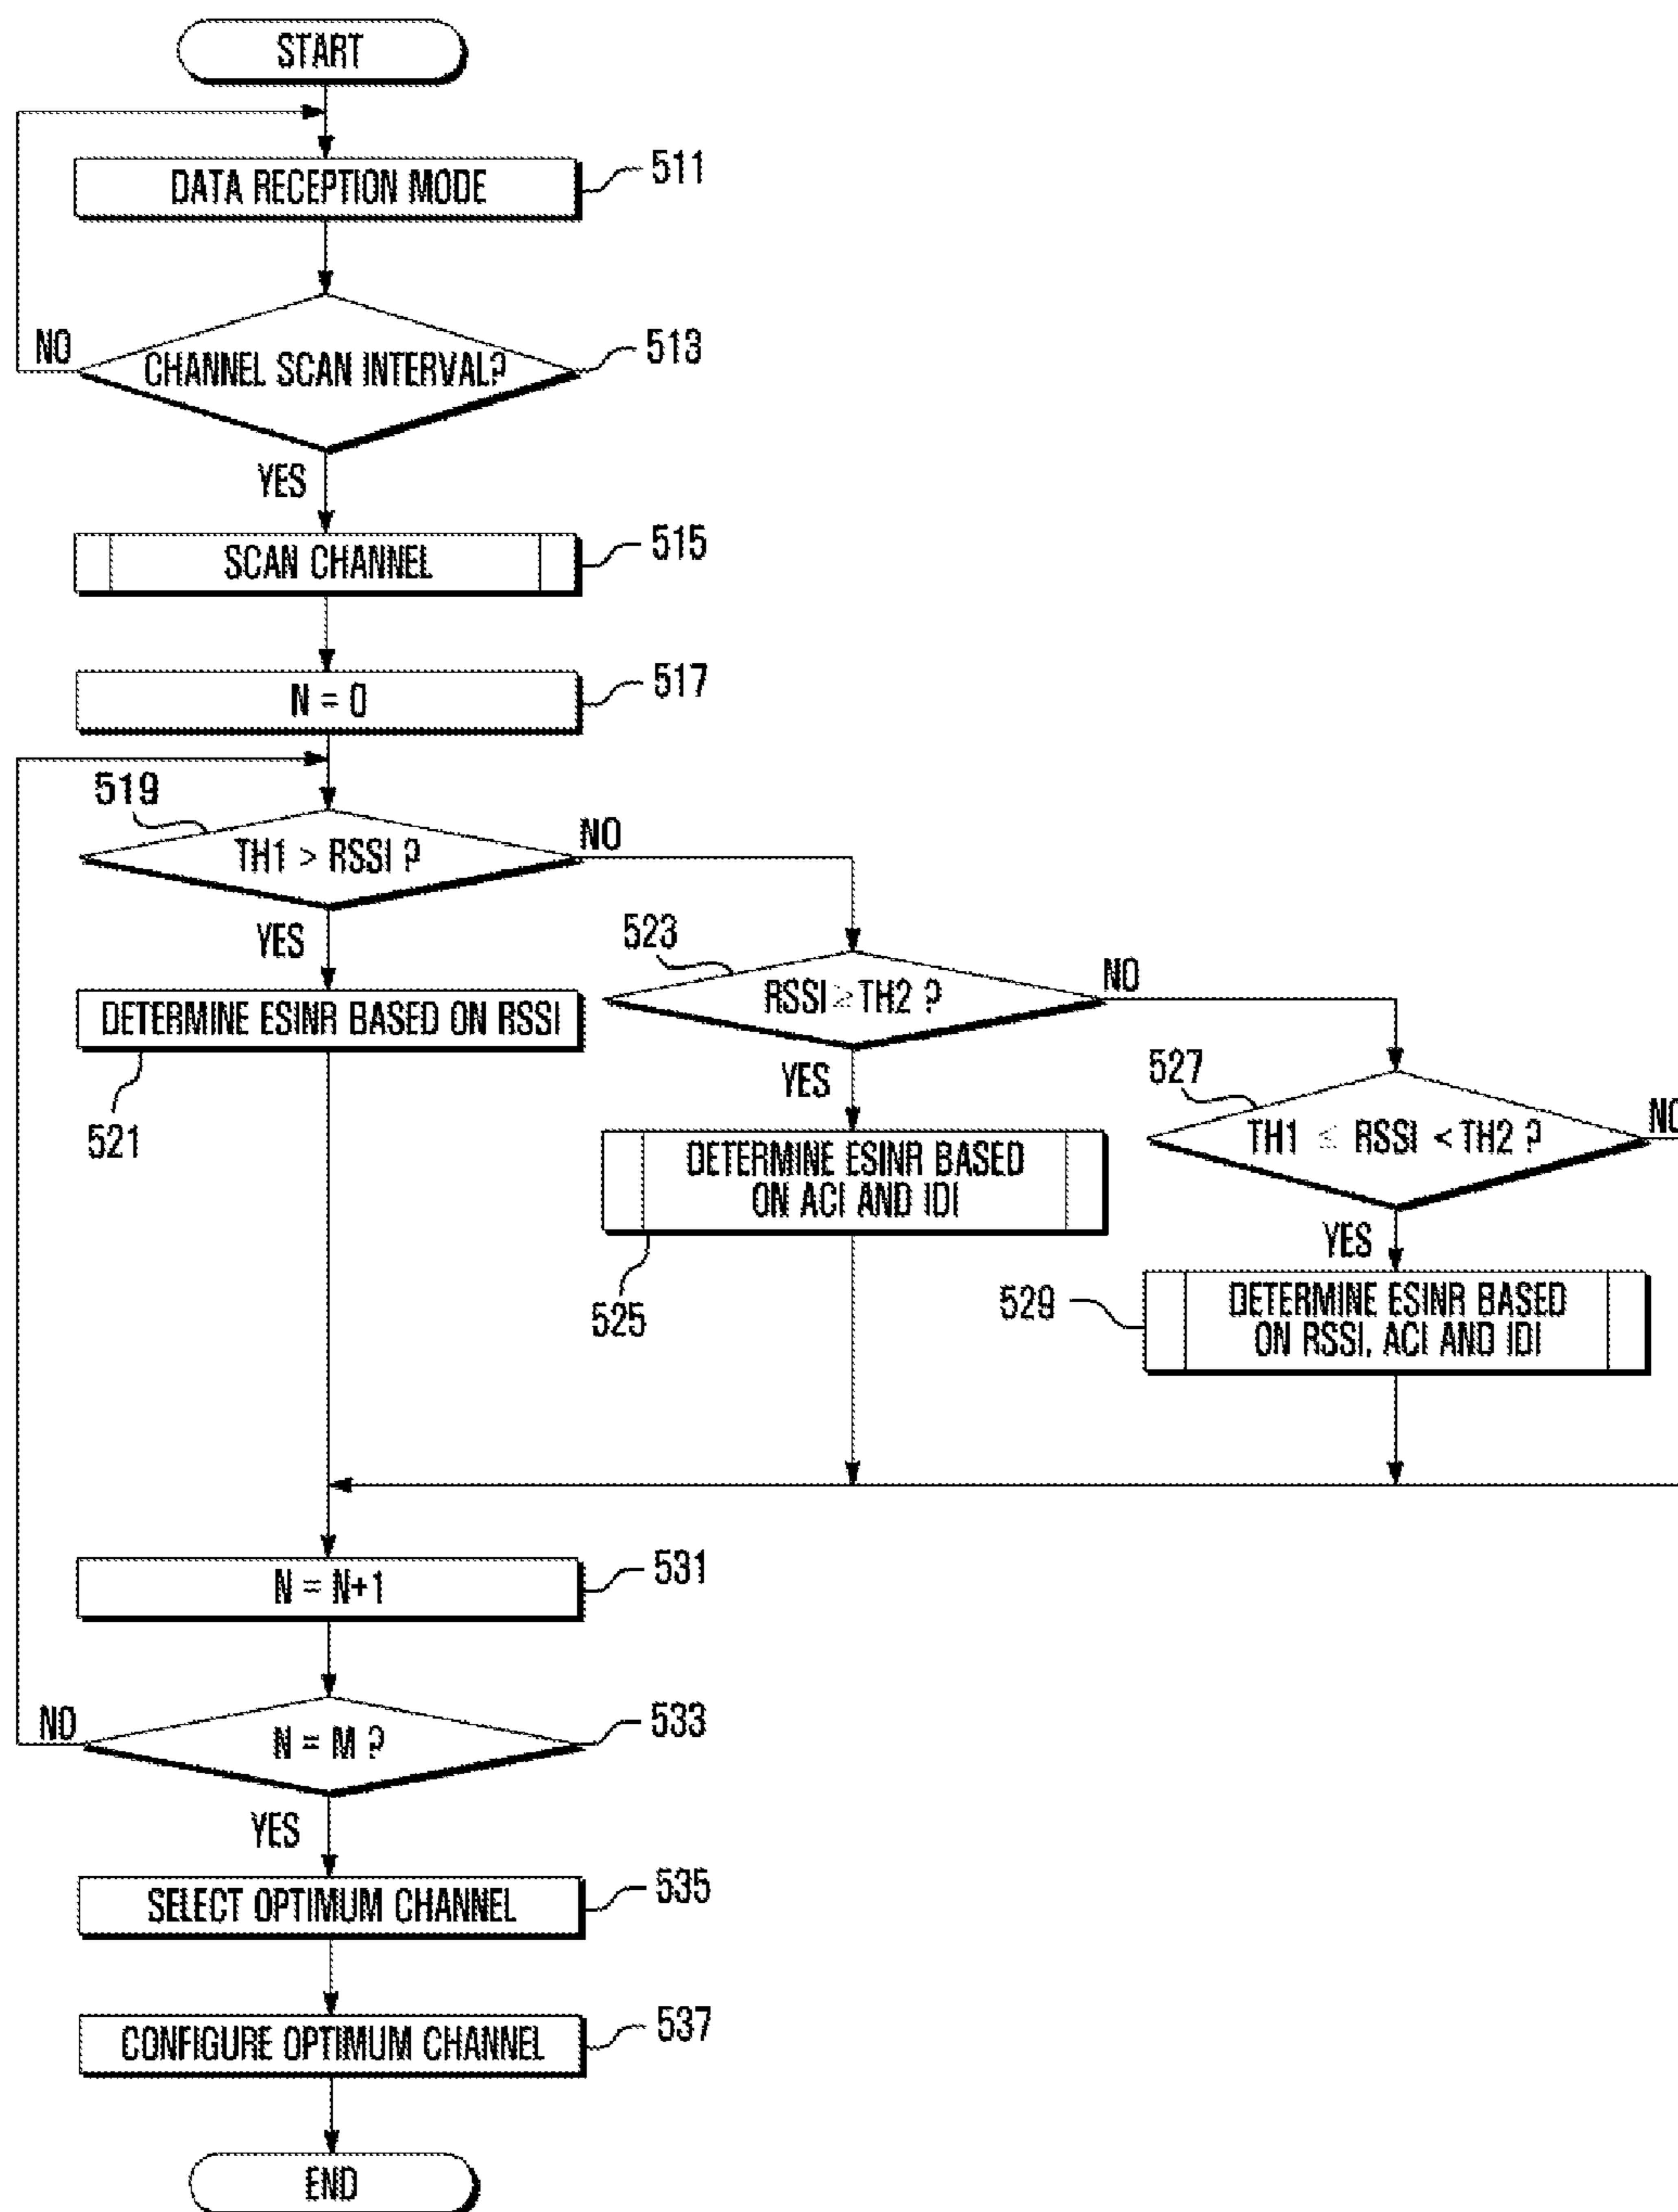 START
DATA RECEPTION MODE
511
CHANNEL SCAN INTERVAL?
513
NO
YES
SCAN CHANNEL
515
N = 0
517
519
TH1 > RSSI ?
NO
YES
DETERMINE ESINR BASED ON RSSI
521
523
RSSI ≥ TH2 ?
NO
YES
DETERMINE ESINR BASED
ON ACI AND IDI
525
527
TH1 ≤ RSSI < TH2 ?
NO
YES
529
DETERMINE ESINR BASED
ON RSSI, ACI AND IDI
N = N+1
531
N = M ?
533
NO
YES
SELECT OPTIMUM CHANNEL
535
CONFIGURE OPTIMUM CHANNEL
537
END